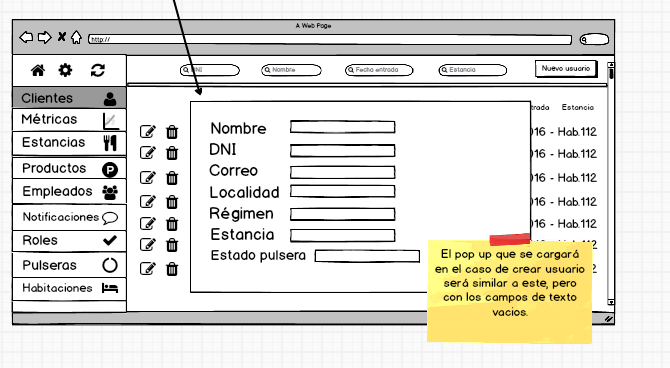 A Web Page
http://
DNI
Nombre
Fecha entrada
Estancia
Nuevo usuario
Clientes
Métricas
Estancias
Productos
Empleados
Notificaciones
Roles
Pulseras
Habitaciones
Nombre
DNI
Correo
Localidad
Régimen
Estancia
Estado pulsera
trada Estancia
016 - Hab.112
016 - Hab.112
016 - Hab.112
016 - Hab.112
016 - Hab.112
2
2
El pop up que se cargará
en el caso de crear usuario
será similar a este, pero
con los campos de texto
vacios.